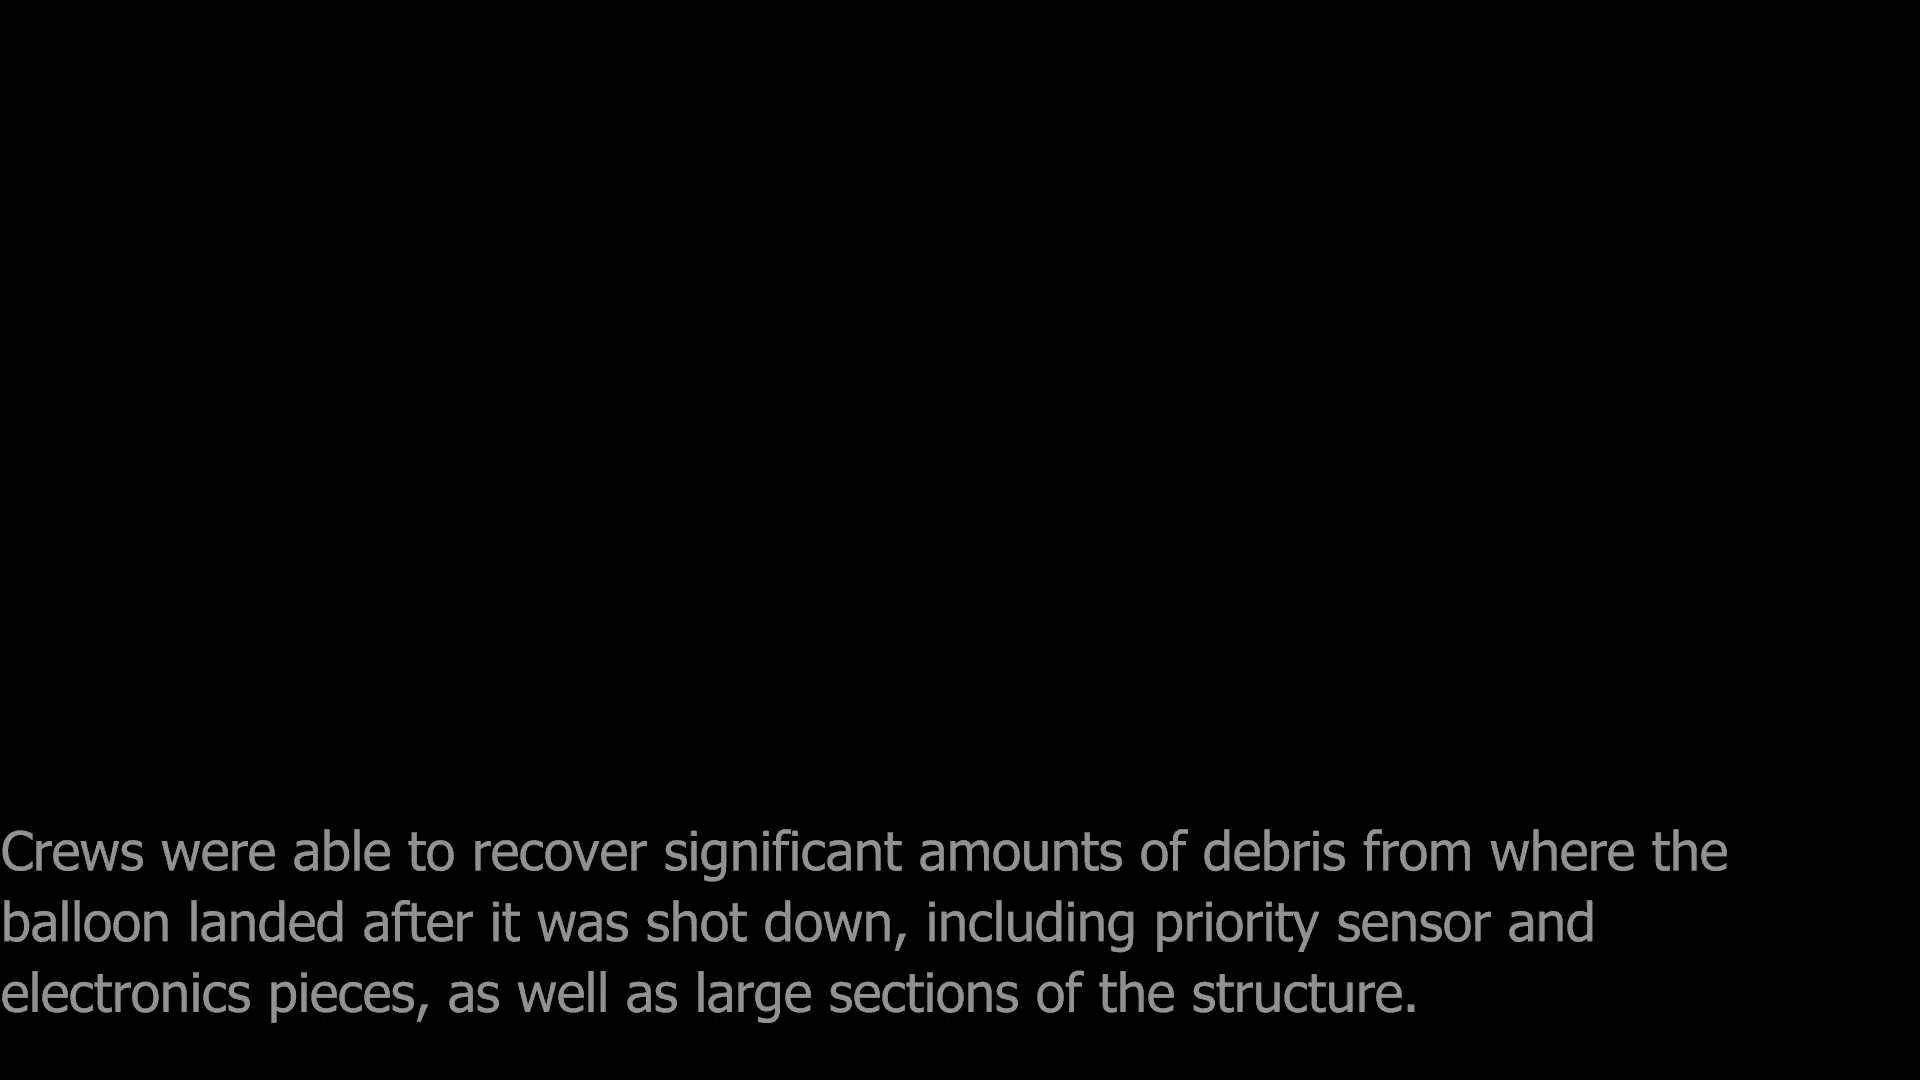 Crews were able to recover significant amounts of debris from where the
balloon landed after it was shot down, including priority sensor and
electronics pieces, as well as large sections of the structure.